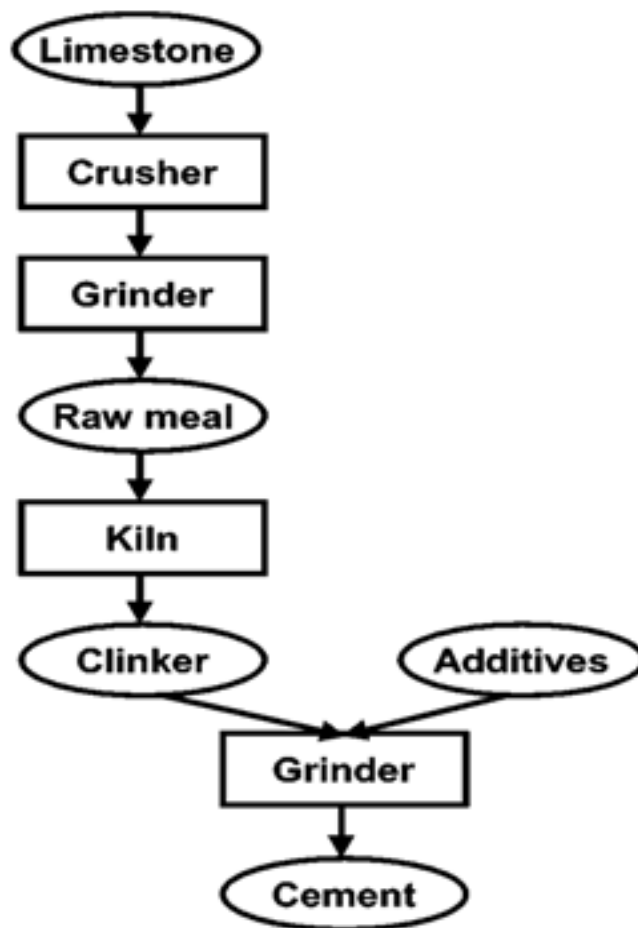 Limestone
Crusher
Grinder
Raw meal
Kiln
Clinker
Additives
Grinder
Cement